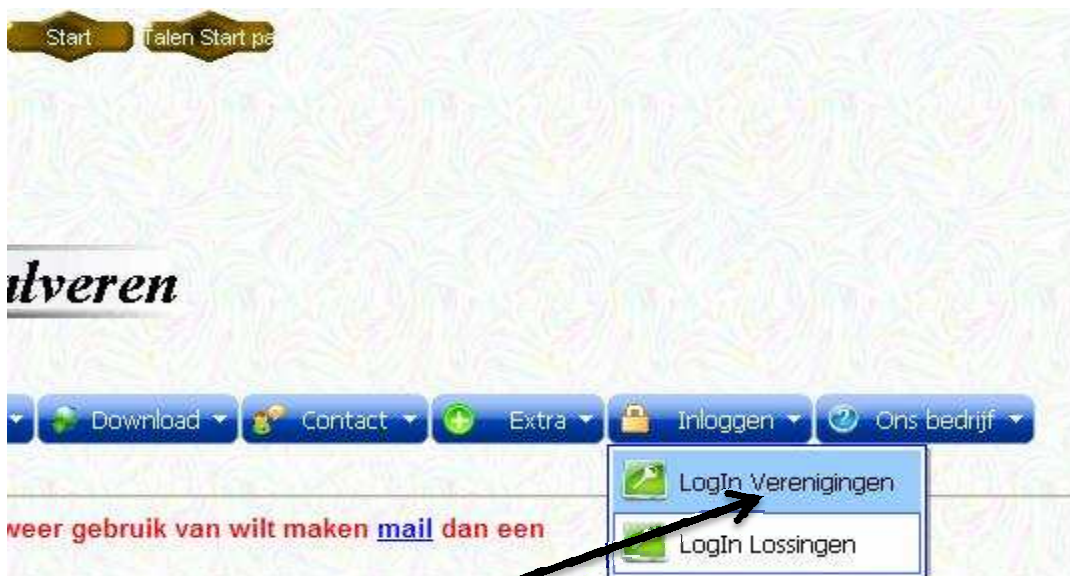 Start Talen Start pa
alveren
Download Contact Extra Inloggen Ons bedrijf
LogIn Verenigingen
weer gebruik van wilt maken mail dan een
LogIn Lossingen